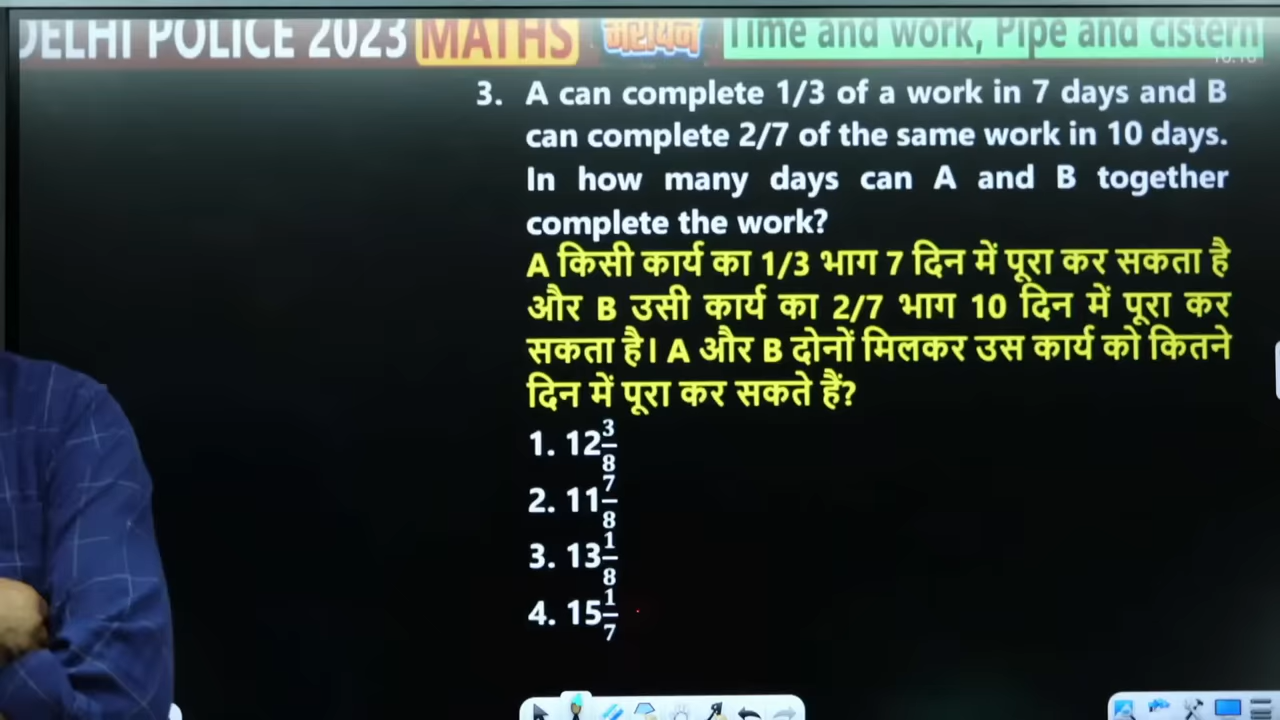 DELHI POLICE 2023 MATHS नारायण Time and work, Pipe and cistern
3. A can complete 1/3 of a work in 7 days and B
can complete 2/7 of the same work in 10 days.
In how many days can A and B together
complete the work?
A किसी कार्य का 1/3 भाग 7 दिन में पूरा कर सकता है
और B उसी कार्य का 2/7 भाग 10 दिन में पूरा कर
सकता है। A और B दोनों मिलकर उस कार्य को कितने
दिन में पूरा कर सकते हैं?
1. 12 3/8
2. 11 7/8
3. 13 1/8
4. 15 1/7